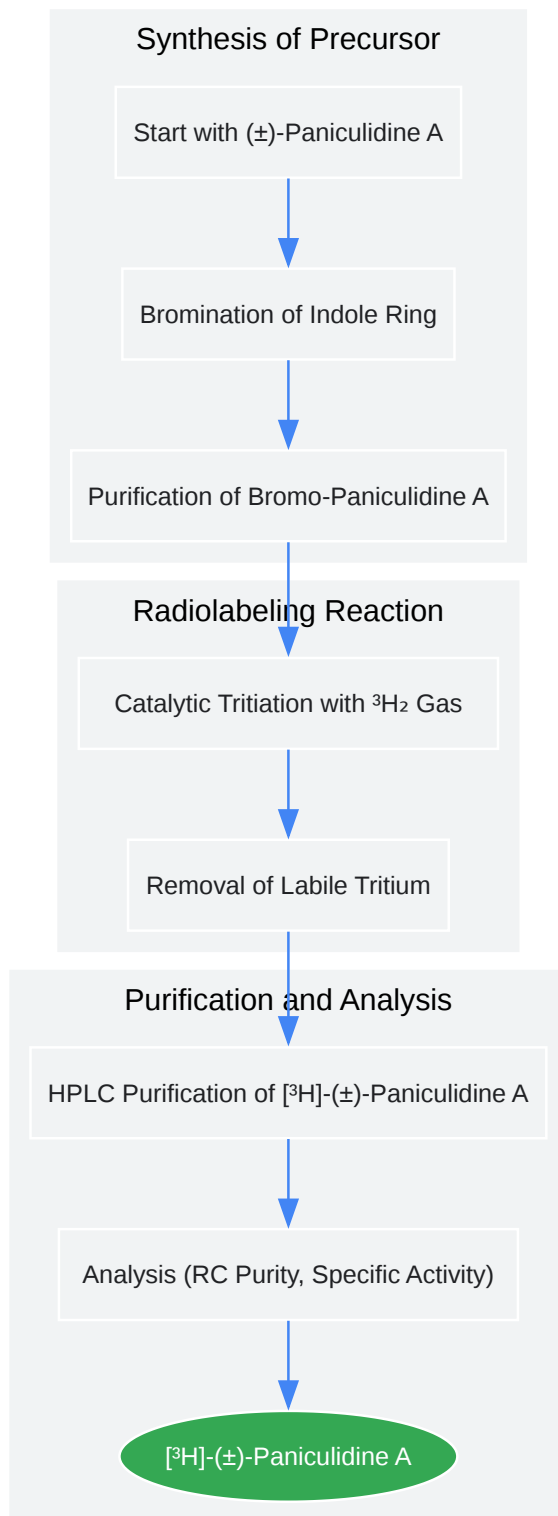 Synthesis of Precursor
Start with (±)-Paniculidine A
Bromination of Indole Ring
Purification of Bromo-Paniculidine A
Radiolabeling Reaction
Catalytic Tritiation with ³H₂ Gas
Removal of Labile Tritium
Purification and Analysis
HPLC Purification of [³H]-(±)-Paniculidine A
Analysis (RC Purity, Specific Activity)
[³H]-(±)-Paniculidine A